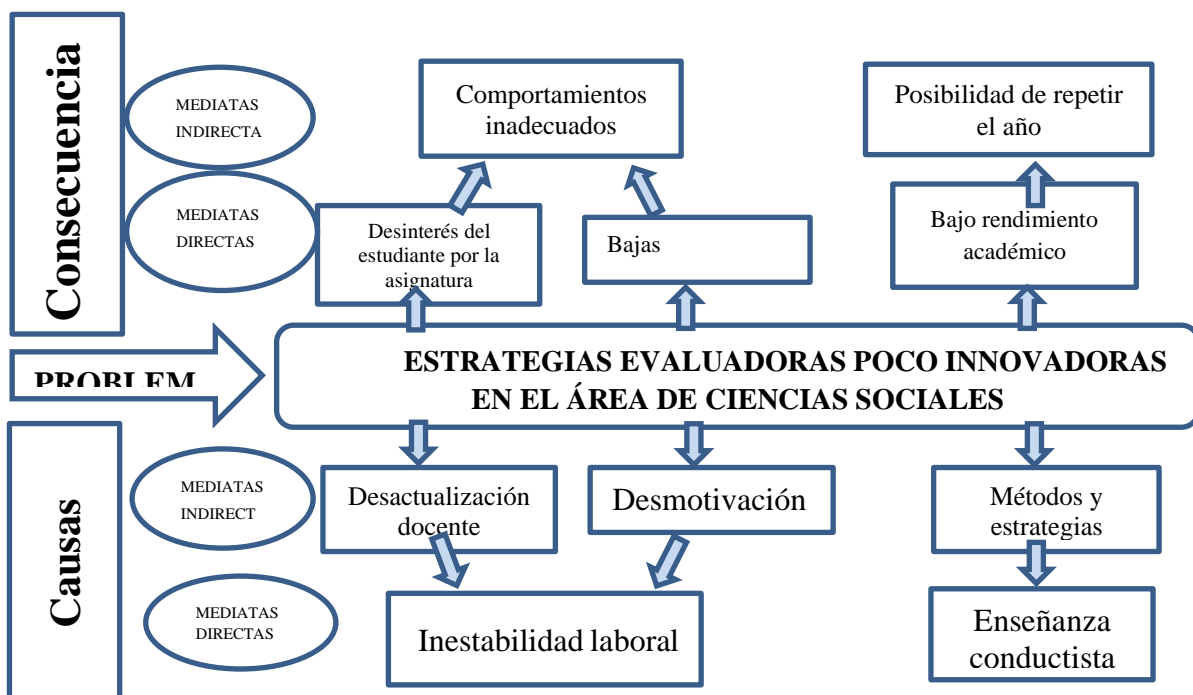 Consecuencia
MEDIATAS
INDIRECTA
Comportamientos
inadecuados
Posibilidad de repetir
el año
MEDIATAS
DIRECTAS
Desinterés del
estudiante por la
asignatura
Bajas
Bajo rendimiento
académico
PROBLEM
ESTRATEGIAS EVALUADORAS POCO INNOVADORAS
EN EL ÁREA DE CIENCIAS SOCIALES
Causas
MEDIATAS
INDIRECT
Desactualización
docente
Desmotivación
Métodos y
estrategias
MEDIATAS
DIRECTAS
Inestabilidad laboral
Enseñanza
conductista